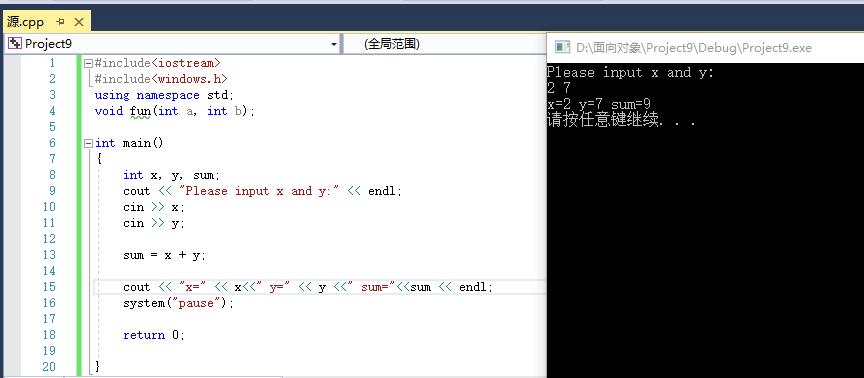 源.cpp
Project9
(全局范围)
1 #include<iostream>
2 #include<windows.h>
3 using namespace std;
4 void fun(int a, int b);
5
6 int main()
7 {
8 int x, y, sum;
9 cout << "Please input x and y:" << endl;
10 cin >> x;
11 cin >> y;
12
13 sum = x + y;
14
15 cout << "x=" << x<<" y=" << y <<" sum="<<sum << endl;
16 system("pause");
17
18 return 0;
19
20 }
D:\面向对象\Project9\Debug\Project9.exe
Please input x and y:
2 7
x=2 y=7 sum=9
请按任意键继续. . .